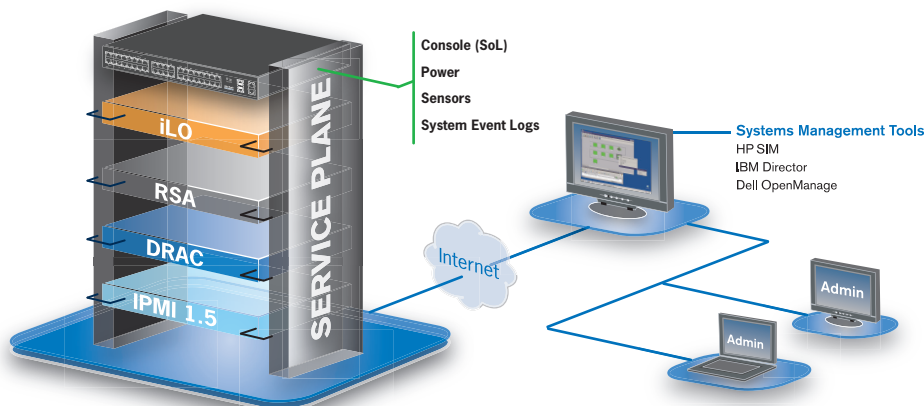 Console (SoL)
Power
Sensors
System Event Logs
iLO
RSA
DRAC
IPMI 1.5
SERVICE PLANE
Internet
Systems Management Tools
HP SIM
IBM Director
Dell OpenManage
Admin
Admin